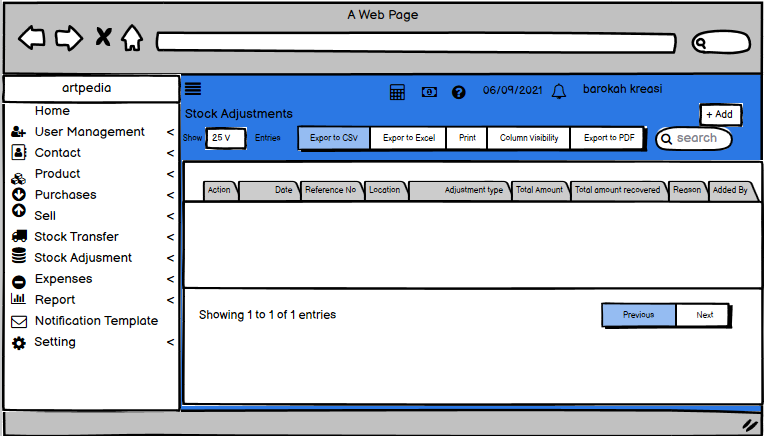 A Web Page
artpedia
06/09/2021
barokah kreasi
Home
User Management <
Contact <
Product <
Purchases <
Sell <
Stock Transfer <
Stock Adjusment <
Expenses <
Report <
Notification Template
Setting <
Stock Adjustments
+ Add
Show 25 V Entries Export to CSV Export to Excel Print Column Visibility Export to PDF search
Action Date Reference No Location Adjustment type Total Amount Total amount recovered Reason Added By
Showing 1 to 1 of 1 entries
Previous Next